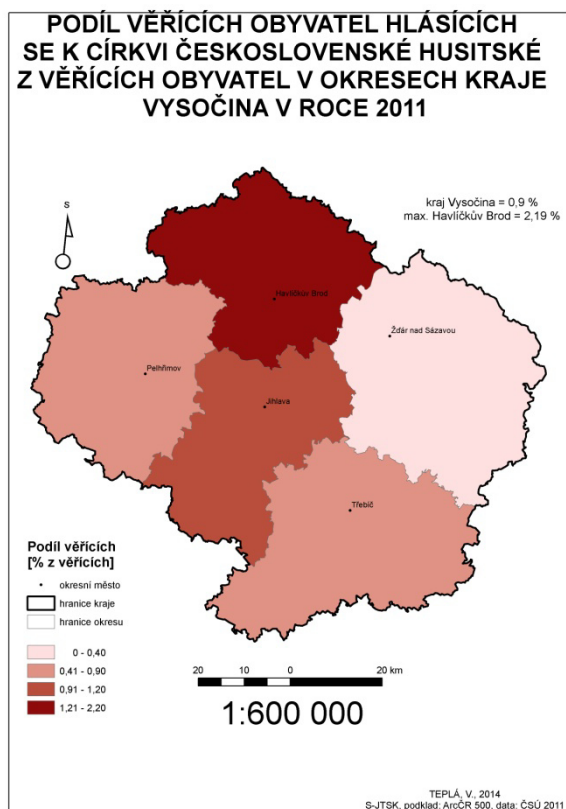 PODÍL VĚŘÍCÍCH OBYVATEL HLÁSÍCÍCH
SE K CÍRKVI ČESKOSLOVENSKÉ HUSITSKÉ
Z VĚŘÍCÍCH OBYVATEL V OKRESECH KRAJE
VYSOČINA V ROCE 2011
kraj Vysočina = 0,9 %
max. Havlíčkův Brod = 2,19 %
S
Havlíčkův Brod
Žďár nad Sázavou
Pelhřimov
Jihlava
Třebíč
Podíl věřících
[% z věřících]
okresní město
hranice kraje
hranice okresu
0 - 0,40
0,41 - 0,90
0,91 - 1,20
1,21 - 2,20
20 10 0 20 km
1:600 000
TEPLÁ, V., 2014
S-JTSK, podklad: ArcČR 500, data: ČSÚ 2011